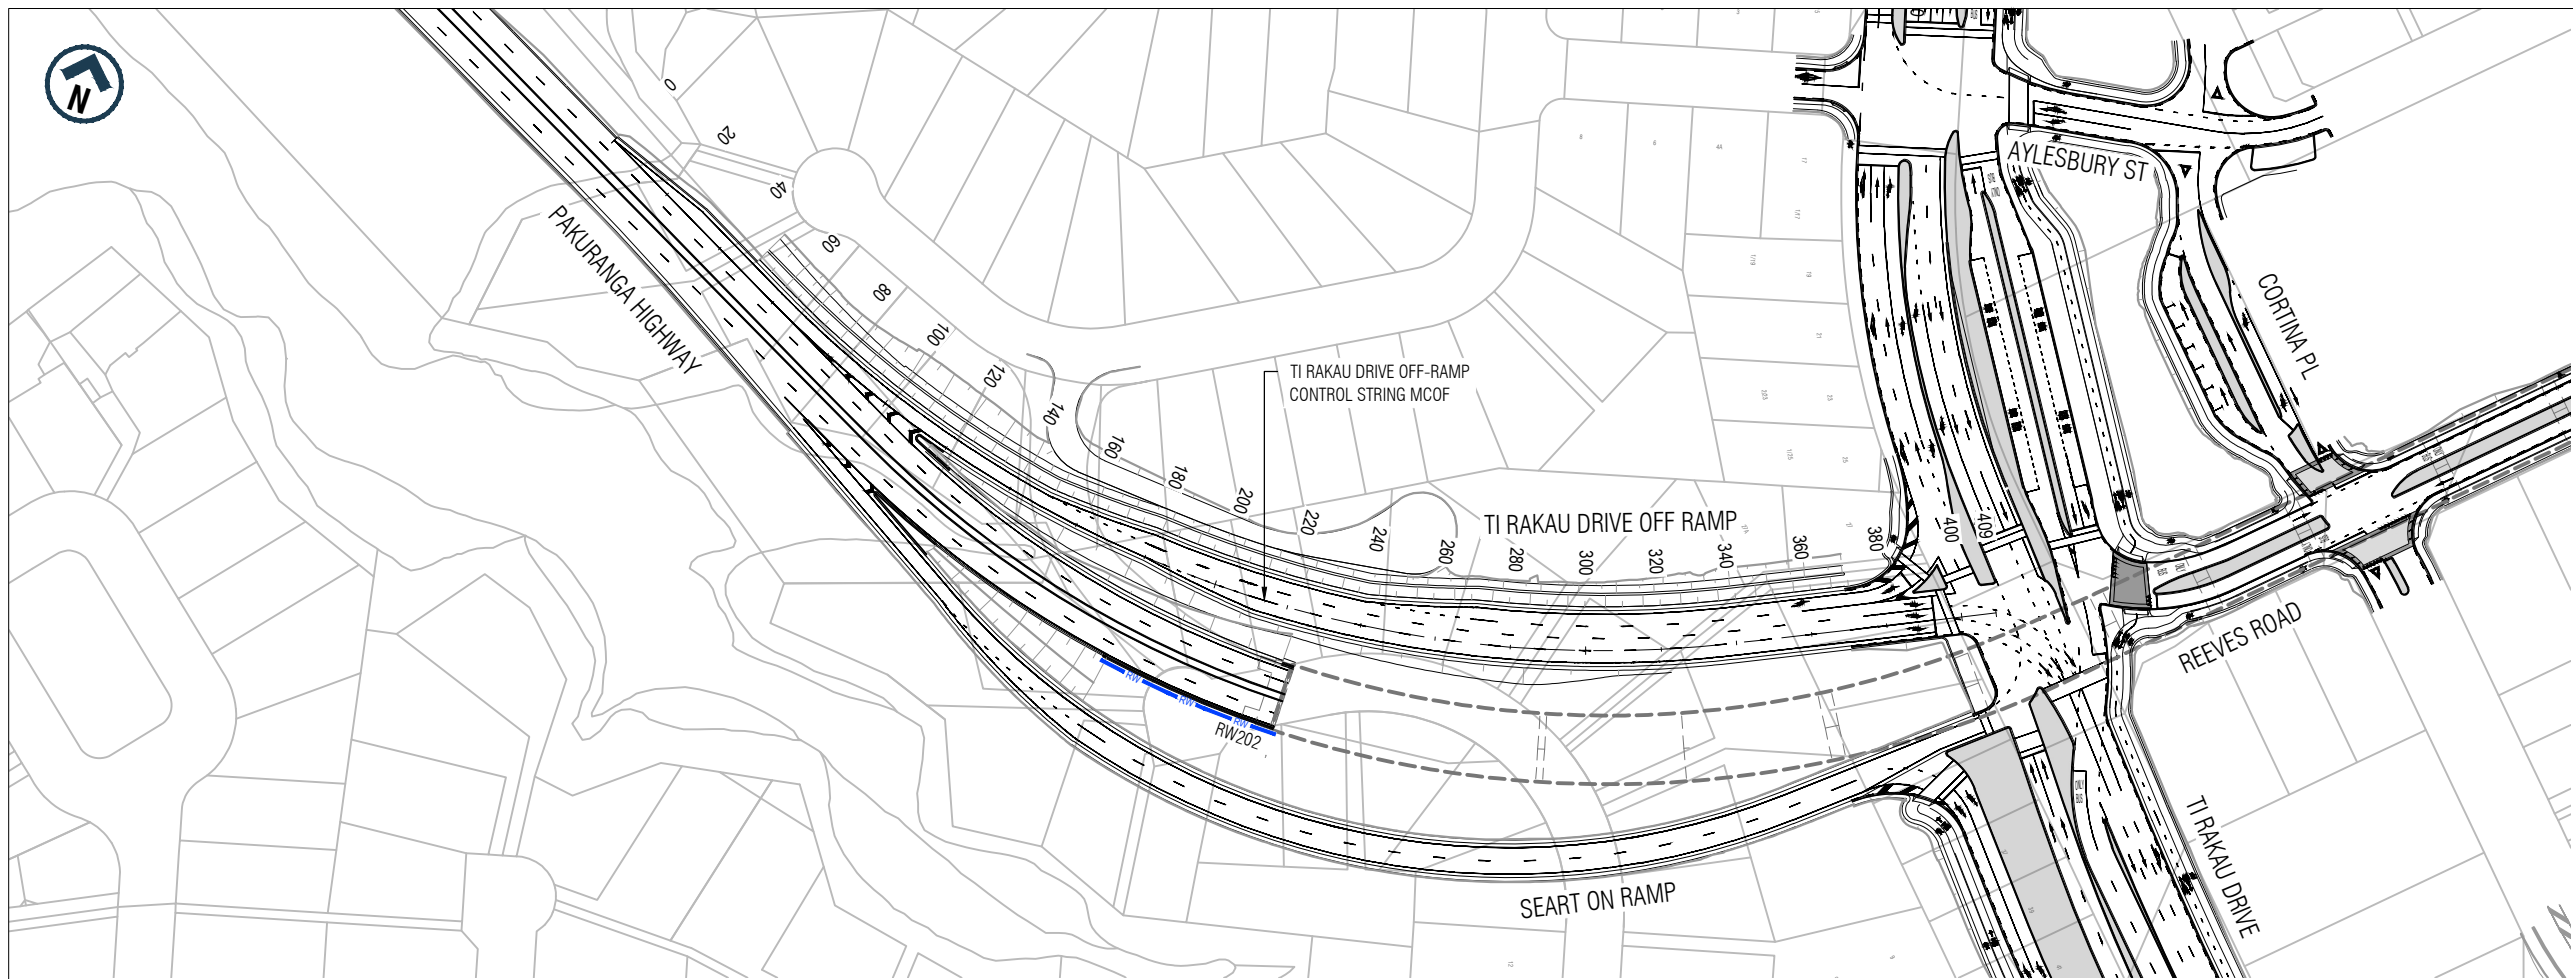 N
0
20
40
60
80
100
120
140
160
180
200
220
240
260
280
300
320
340
360
380
400
409
PAKURANGA HIGHWAY
TI RAKAU DRIVE OFF-RAMP
CONTROL STRING MCOF
TI RAKAU DRIVE OFF RAMP
AYLESBURY ST
CORTINA PL
REEVES ROAD
RW
RW
RW
RW202
SEART ON RAMP
TI RAKAU DRIVE
ONLY
BUS